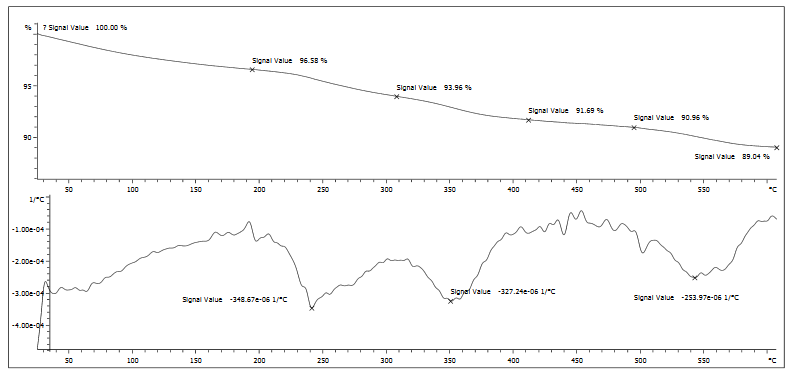 % ? Signal Value 100.00 %
Signal Value 96.58 %
95
Signal Value 93.96 %
Signal Value 91.69 %
Signal Value 90.96 %
90
Signal Value 89.04 %
50 100 150 200 250 300 350 400 450 500 550 °C
1/°C
-1.00e-04
-2.00e-04
-3.00e-04
Signal Value -348.67e-06 1/°C
Signal Value -327.24e-06 1/°C
Signal Value -253.97e-06 1/°C
-4.00e-04
50 100 150 200 250 300 350 400 450 500 550 °C